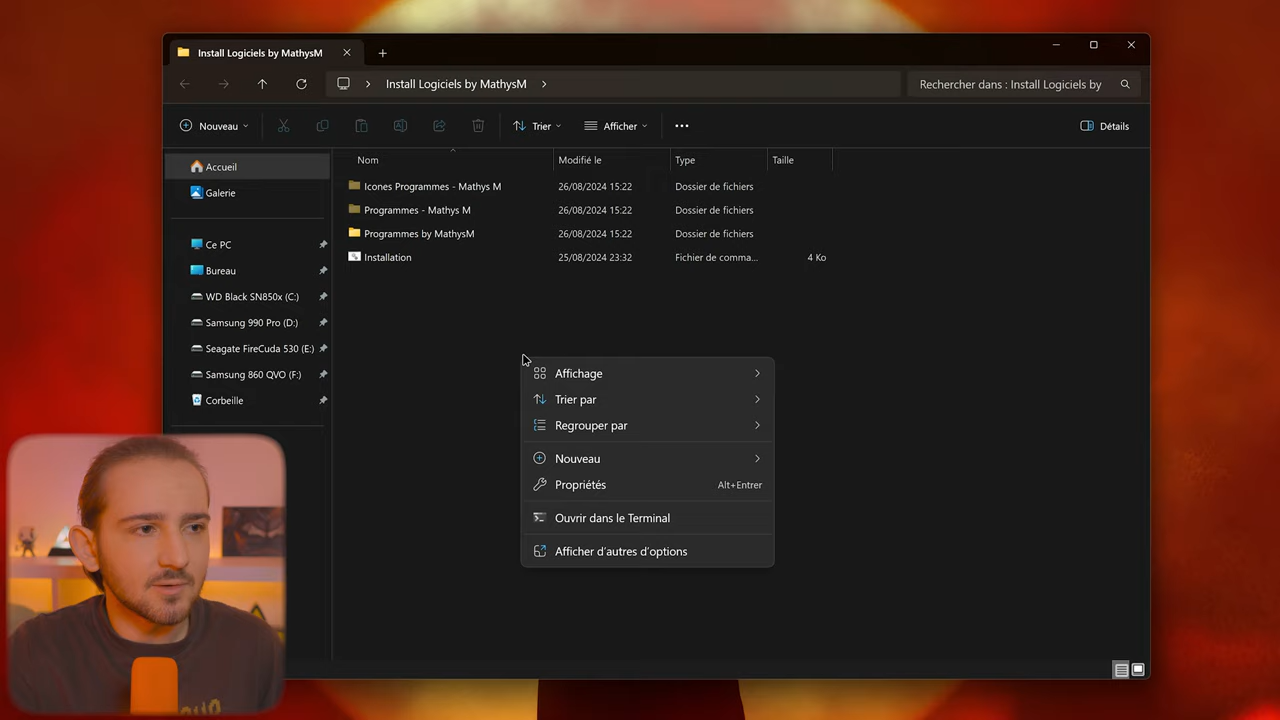 Install Logiciels by MathysM
Install Logiciels by MathysM
Rechercher dans : Install Logiciels by
Nouveau
Trier
Afficher
Détails
Accueil
Galerie
Ce PC
Bureau
WD Black SN850x (C:)
Samsung 990 Pro (D:)
Seagate FireCuda 530 (E:)
Samsung 860 QVO (F:)
Corbeille
Nom Modifié le Type Taille
Icones Programmes - Mathys M 26/08/2024 15:22 Dossier de fichiers
Programmes - Mathys M 26/08/2024 15:22 Dossier de fichiers
Programmes by MathysM 26/08/2024 15:22 Dossier de fichiers
Installation 25/08/2024 23:32 Fichier de comma... 4 Ko
Affichage
Trier par
Regrouper par
Nouveau
Propriétés Alt+Entrer
Ouvrir dans le Terminal
Afficher d'autres d'options